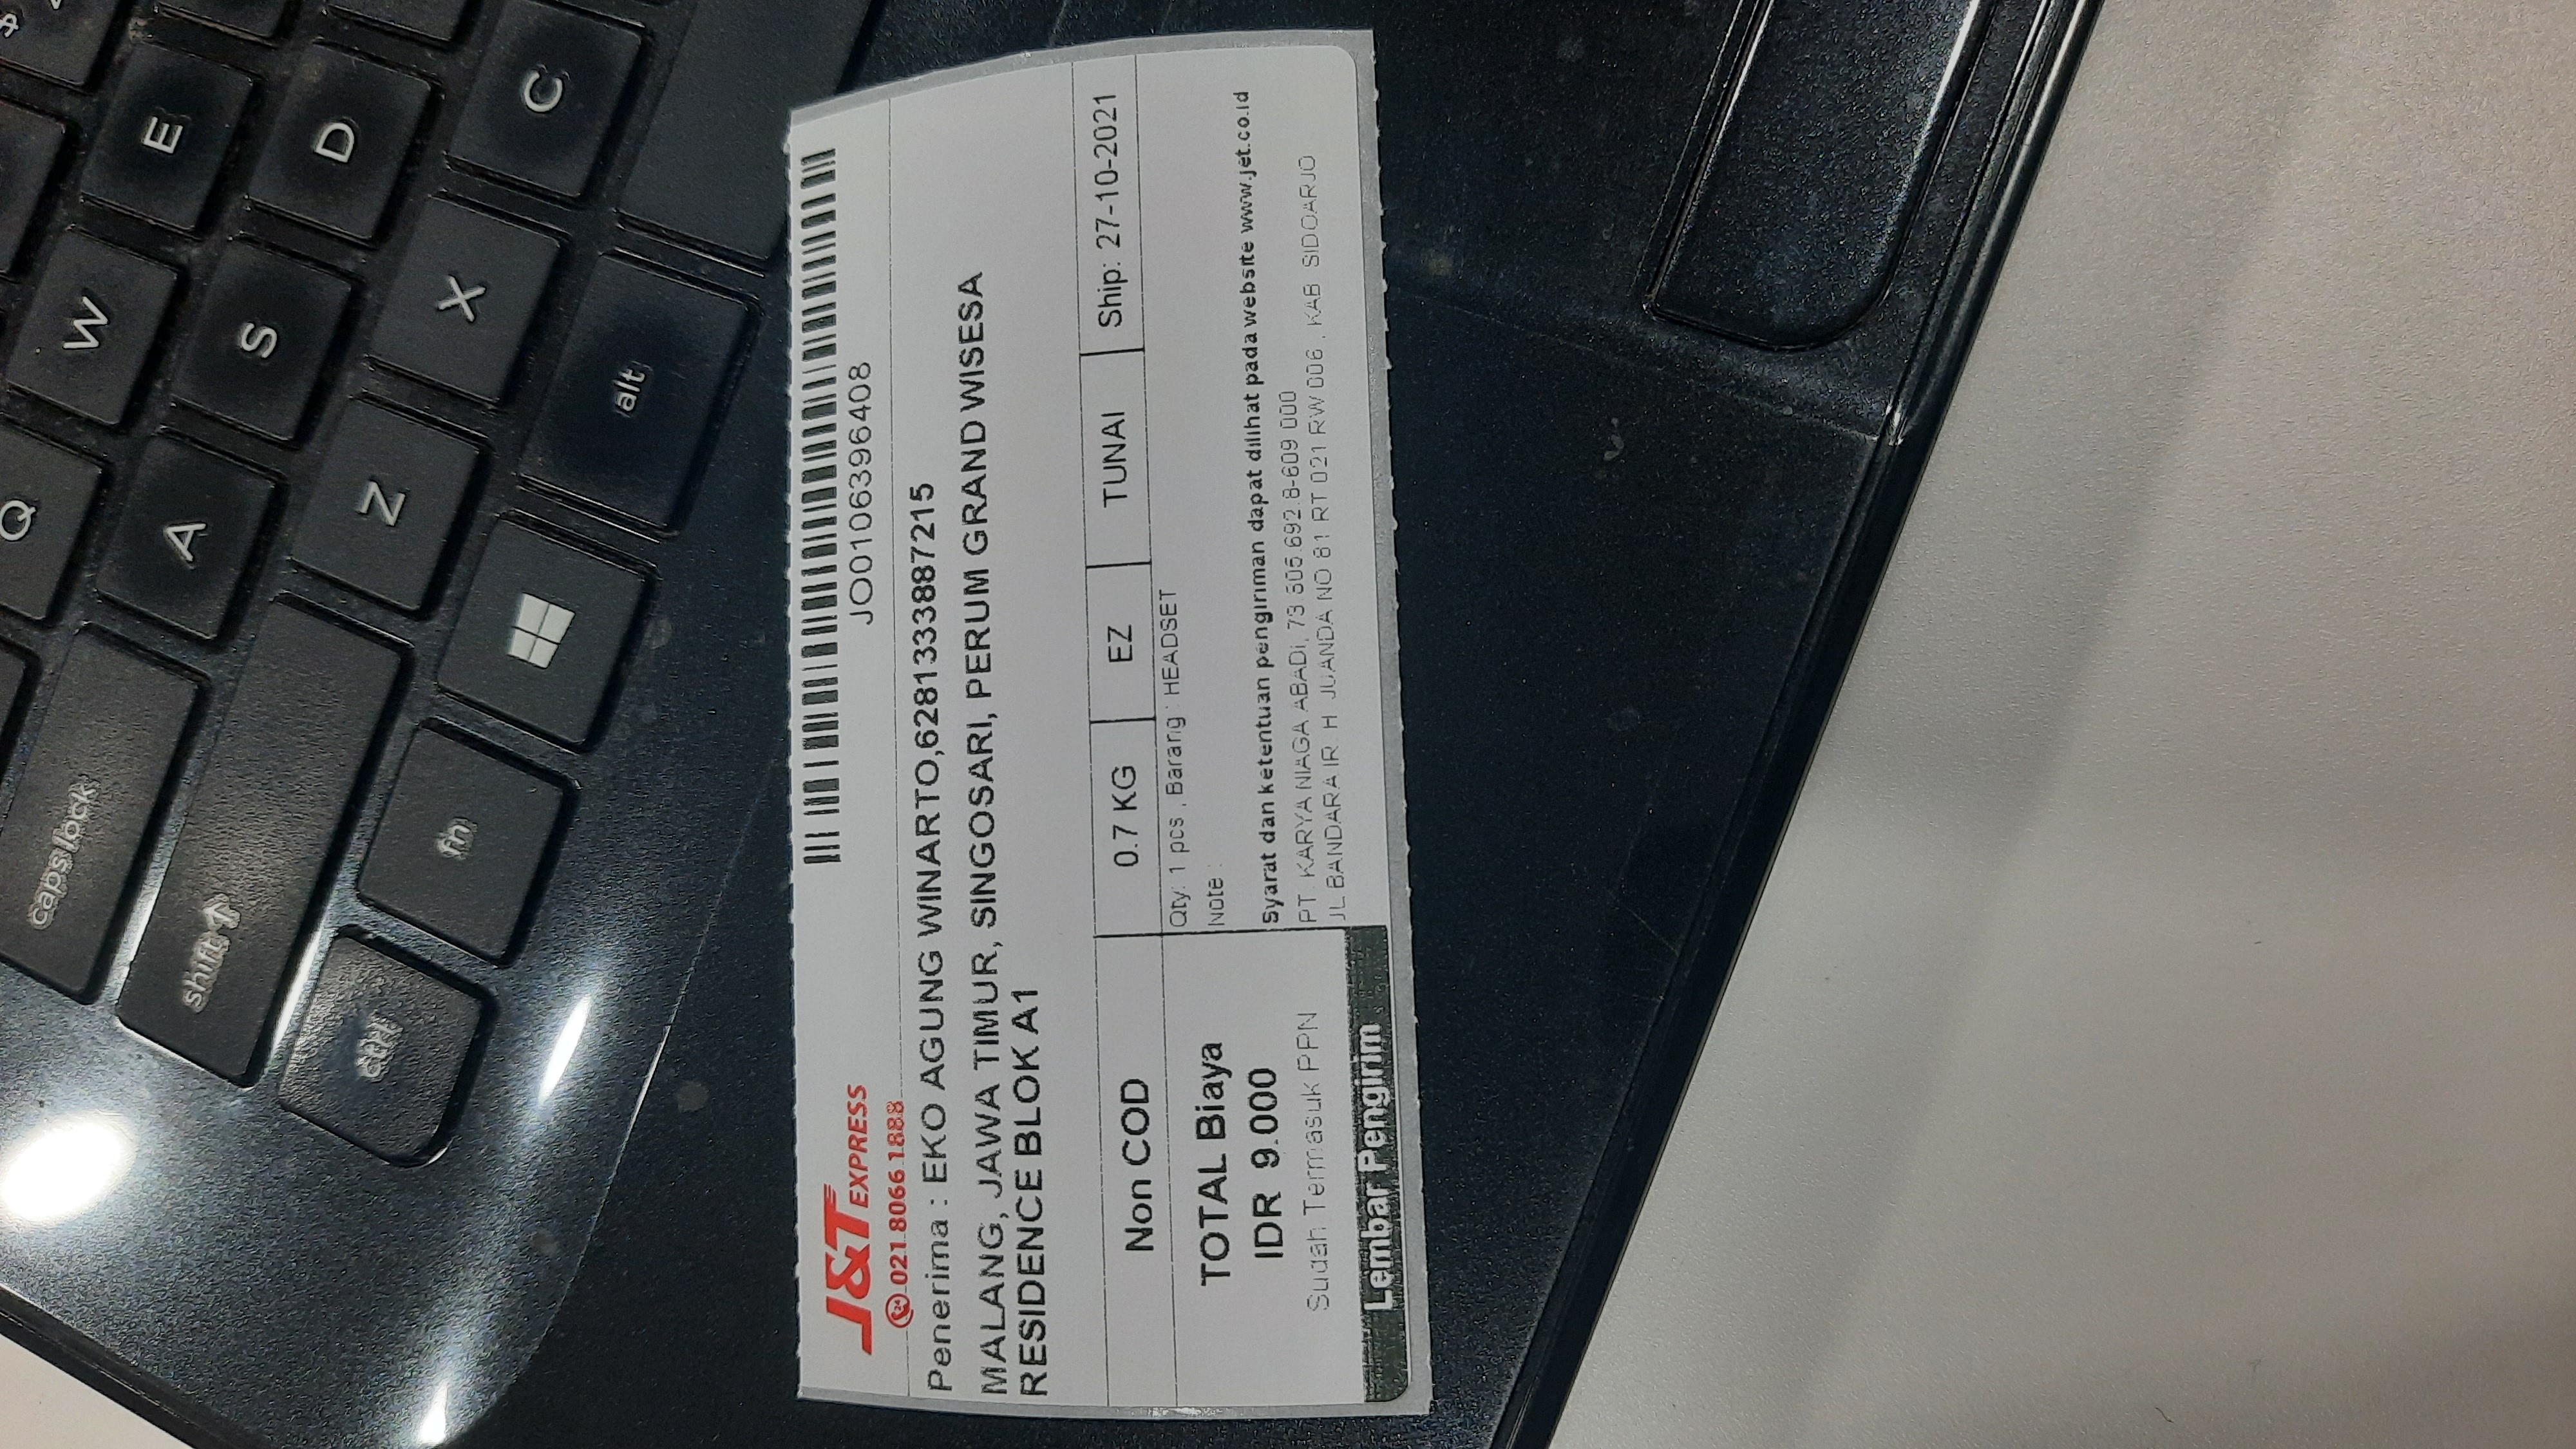 Q
caps lock
W
A
E
shift
S
D
ctrl
Z
fn
X
C
alt
J&T EXPRESS
JO0106396408
24 021 8066 1888
Penerima : EKO AGUNG WINARTO,6281333887215
MALANG, JAWA TIMUR, SINGOSARI, PERUM GRAND WISESA
RESIDENCE BLOK A1
Non COD
0.7 KG
EZ
TUNAI
Ship: 27-10-2021
Qty: 1 pcs , Barang : HEADSET
TOTAL Biaya
Note :
IDR 9.000
Syarat dan ketentuan pengiriman dapat dilihat pada website www.jet.co.id
Sudah Termasuk PPN
PT. KARYA NIAGA ABADI, 73.605.692.8-609.000
JL BANDARA IR. H. JUANDA NO 81 RT 021 RW 006 , KAB. SIDOARJO
Lembar Pengirim